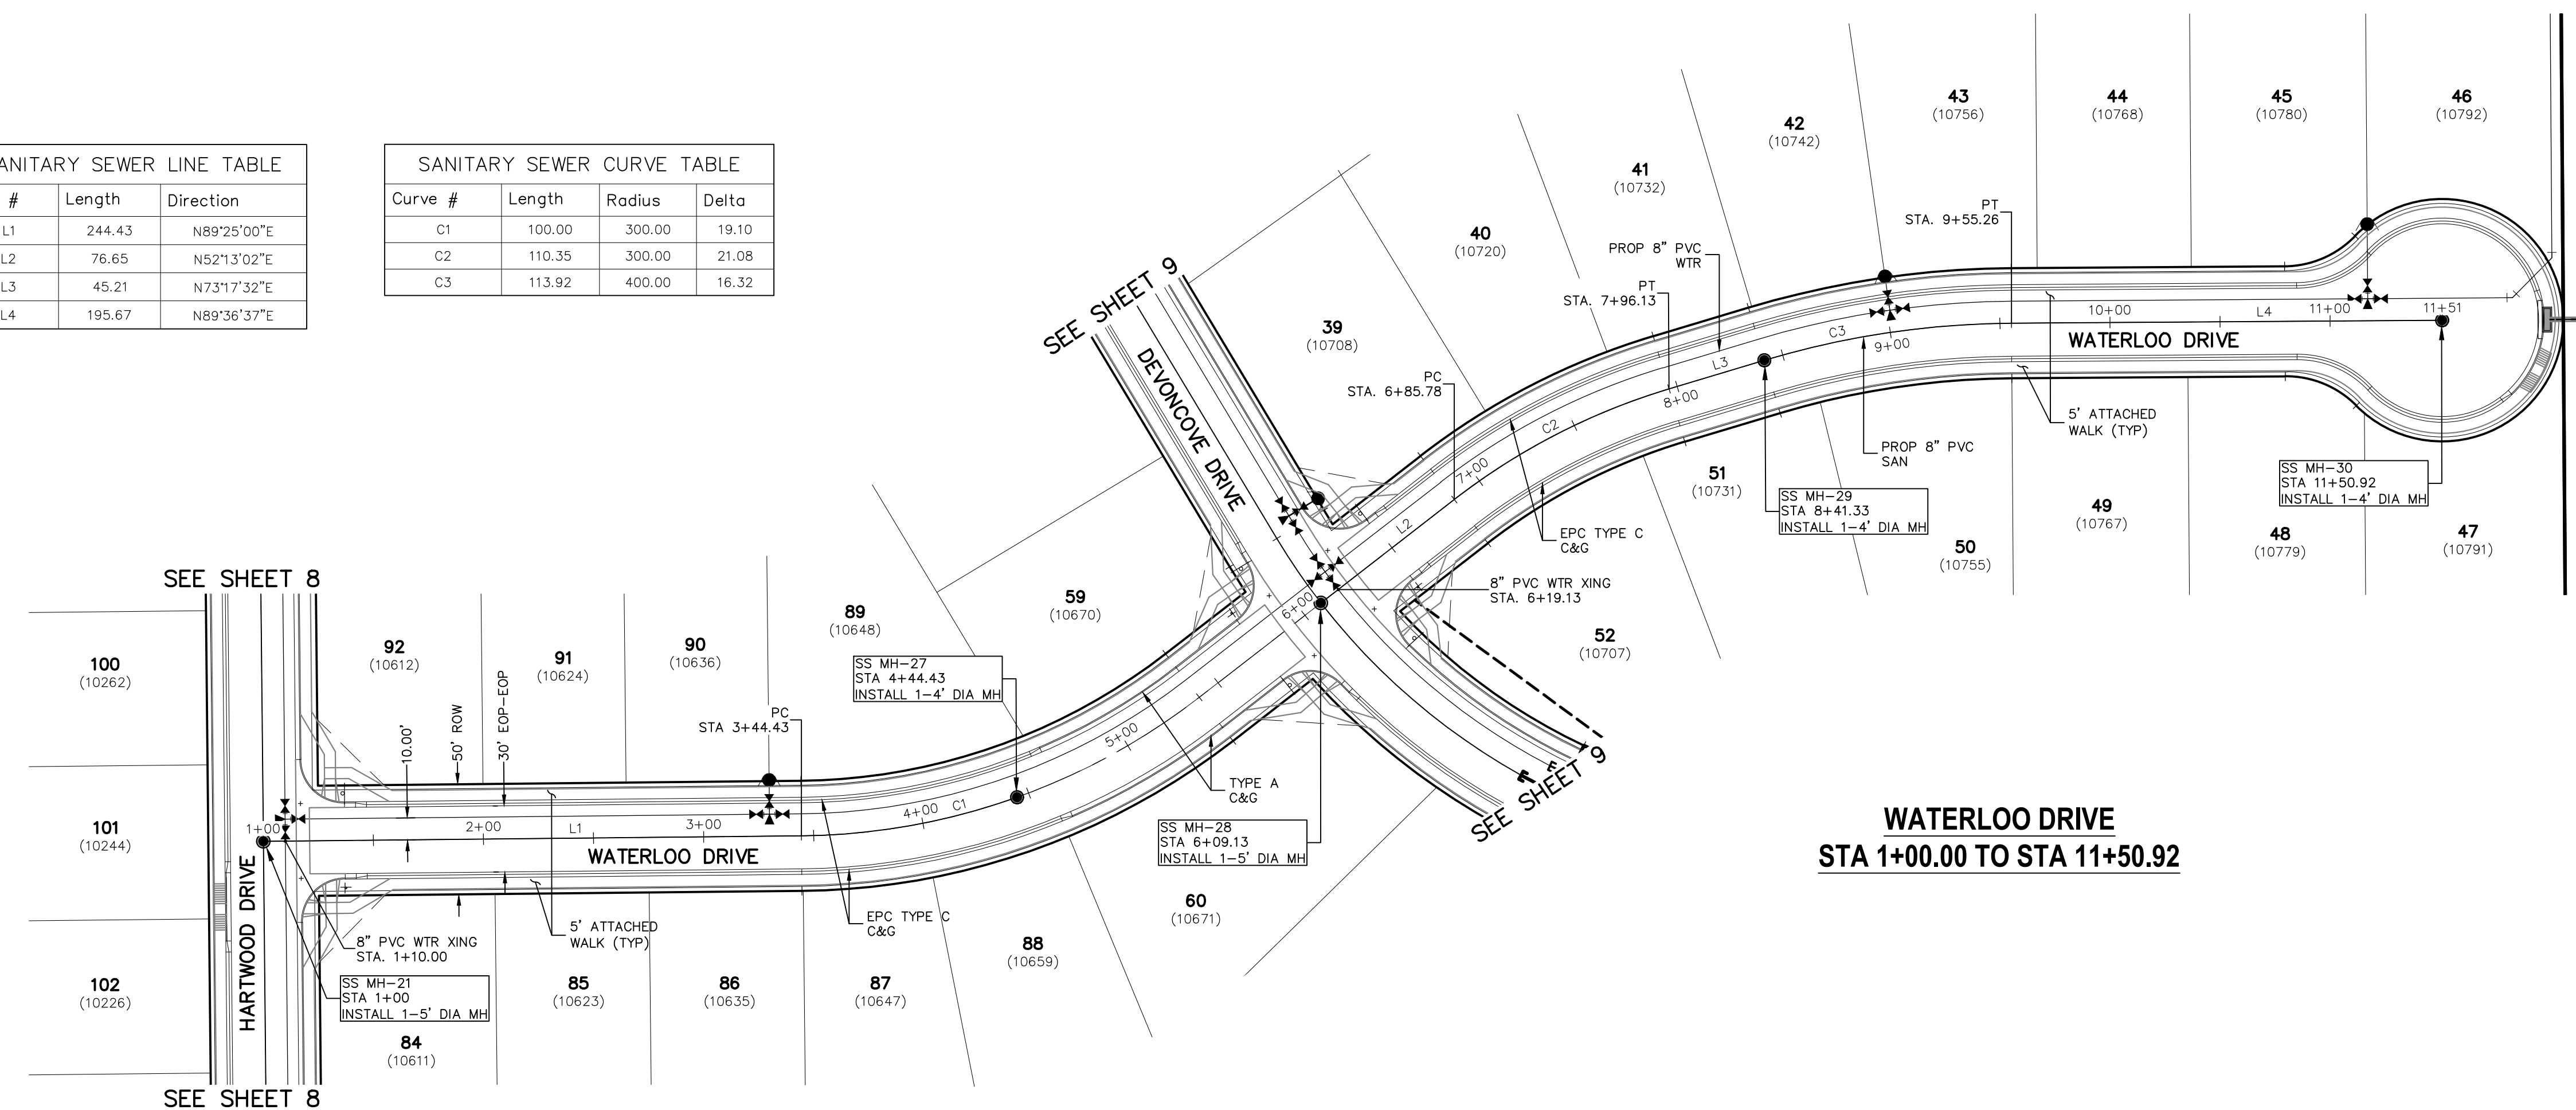 ANITARY SEWER LINE TABLE
# Length Direction
L1 244.43 N89°25'00"E
L2 76.65 N52°13'02"E
L3 45.21 N73°17'32"E
L4 195.67 N89°36'37"E
SANITARY SEWER CURVE TABLE
Curve # Length Radius Delta
C1 100.00 300.00 19.10
C2 110.35 300.00 21.08
C3 113.92 400.00 16.32
43
(10756)
44
(10768)
45
(10780)
46
(10792)
42
(10742)
41
(10732)
40
(10720)
39
(10708)
PT
STA. 9+55.26
PROP 8" PVC
WTR
PT
STA. 7+96.13
PC
STA. 6+85.78
SEE SHEET 9
DEVONCOVE DRIVE
10+00
L4
11+00
11+51
WATERLOO DRIVE
C3
9+00
L3
8+00
C2
7+00
L2
6+00
5' ATTACHED
WALK (TYP)
PROP 8" PVC
SAN
51
(10731)
SS MH-29
STA 8+41.33
INSTALL 1-4' DIA MH
SS MH-30
STA 11+50.92
INSTALL 1-4' DIA MH
49
(10767)
50
(10755)
48
(10779)
47
(10791)
EPC TYPE C
C&G
8" PVC WTR XING
STA. 6+19.13
52
(10707)
SEE SHEET 9
SEE SHEET 8
100
(10262)
92
(10612)
91
(10624)
90
(10636)
89
(10648)
59
(10670)
SS MH-27
STA 4+44.43
INSTALL 1-4' DIA MH
PC
STA 3+44.43
10.00'
50' ROW
30' EOP-EOP
5+00
TYPE A
C&G
4+00
C1
101
(10244)
1+00
2+00
L1
3+00
WATERLOO DRIVE
HARTWOOD DRIVE
SS MH-28
STA 6+09.13
INSTALL 1-5' DIA MH
WATERLOO DRIVE
STA 1+00.00 TO STA 11+50.92
60
(10671)
EPC TYPE C
C&G
5' ATTACHED
WALK (TYP)
8" PVC WTR XING
STA. 1+10.00
88
(10659)
102
(10226)
SS MH-21
STA 1+00
INSTALL 1-5' DIA MH
85
(10623)
86
(10635)
87
(10647)
84
(10611)
SEE SHEET 8